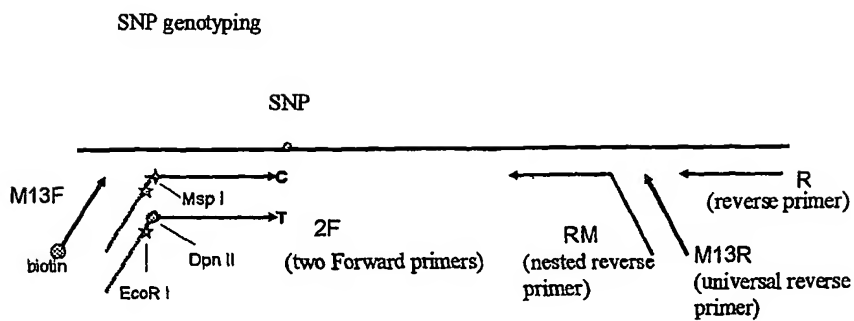 SNP genotyping
SNP
M13F
biotin
Msp I
C
T
Dpn II
EcoR I
2F
(two Forward primers)
RM
(nested reverse
primer)
M13R
(universal reverse
primer)
R
(reverse primer)